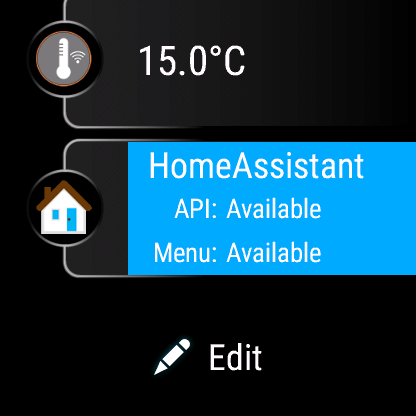 15.0°C
HomeAssistant
API: Available
Menu: Available
Edit